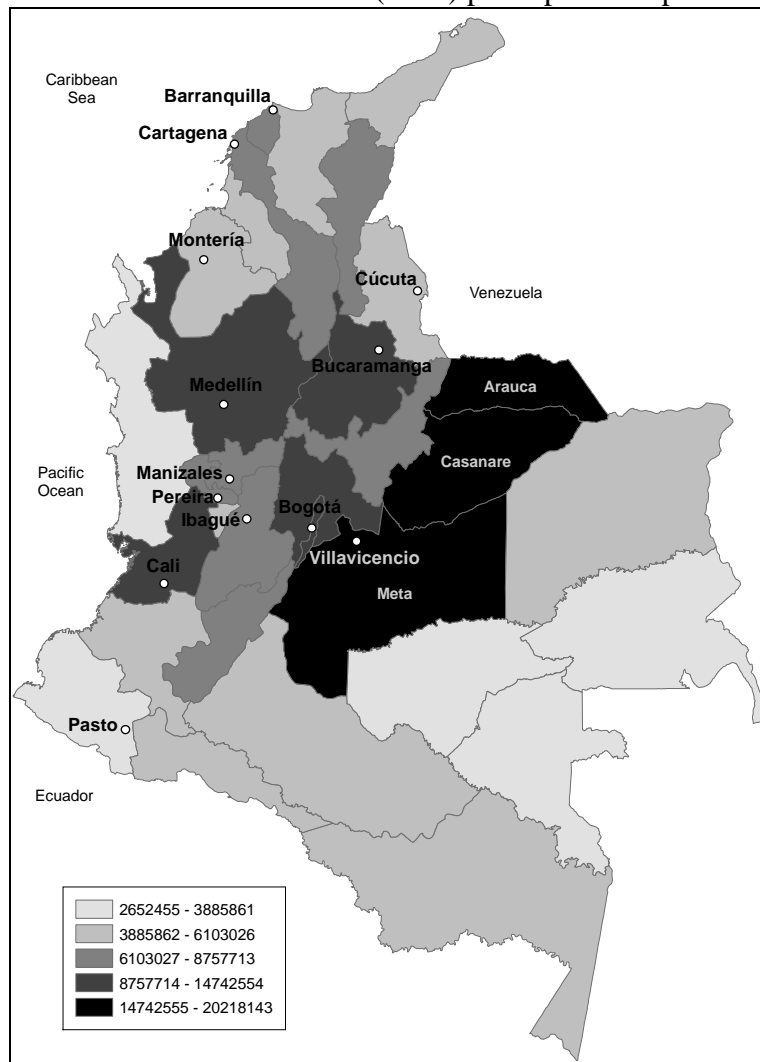 Caribbean
Sea
Barranquilla
Cartagena
Montería
Cúcuta
Venezuela
Bucaramanga
Arauca
Medellín
Casanare
Pacific
Ocean
Manizales
Pereira
Ibagué
Bogotá
Villavicencio
Cali
Meta
Pasto
Ecuador
2652455 - 3885861
3885862 - 6103026
6103027 - 8757713
8757714 - 14742554
14742555 - 20218143